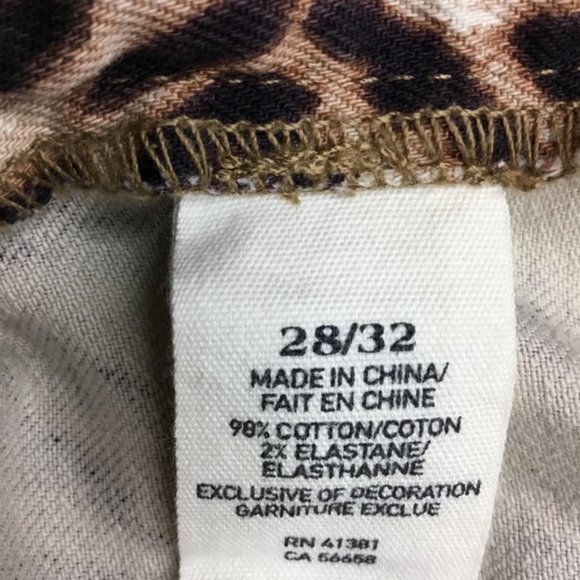 28/32
MADE IN CHINA/
FAIT EN CHINE
98% COTTON/COTON
2% ELASTANE/
ELASTHANNE
EXCLUSIVE OF DECORATION
GARNITURE EXCLUE
RN 41381
CA 56658